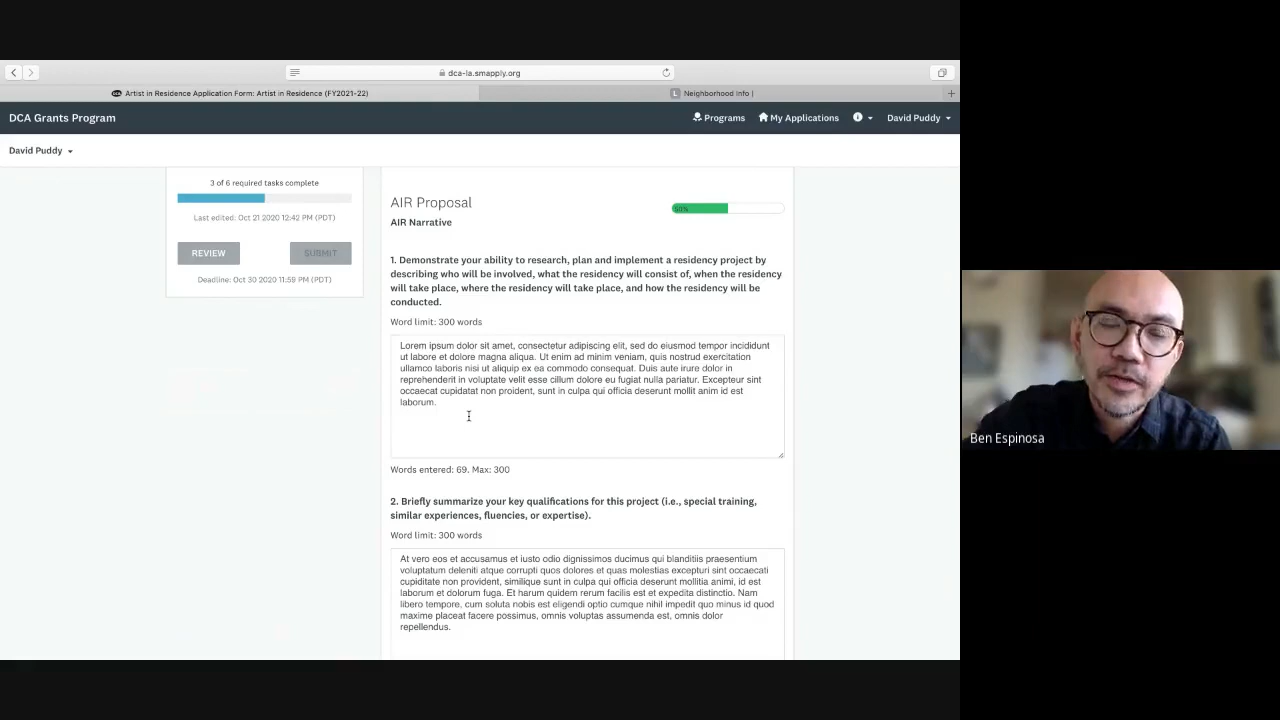 dca-la.smapply.org
Artist in Residence Application Form: Artist in Residence (FY2021-22)
L Neighborhood Info |
DCA Grants Program
Programs
My Applications
David Puddy
David Puddy
3 of 6 required tasks complete
Last edited: Oct 21 2020 12:42 PM (PDT)
REVIEW
SUBMIT
Deadline: Oct 30 2020 11:59 PM (PDT)
AIR Proposal
50%
AIR Narrative
1. Demonstrate your ability to research, plan and implement a residency project by
describing who will be involved, what the residency will consist of, when the residency
will take place, where the residency will take place, and how the residency will be
conducted.
Word limit: 300 words
Lorem ipsum dolor sit amet, consectetur adipiscing elit, sed do eiusmod tempor incididunt
ut labore et dolore magna aliqua. Ut enim ad minim veniam, quis nostrud exercitation
ullamco laboris nisi ut aliquip ex ea commodo consequat. Duis aute irure dolor in
reprehenderit in voluptate velit esse cillum dolore eu fugiat nulla pariatur. Excepteur sint
occaecat cupidatat non proident, sunt in culpa qui officia deserunt mollit anim id est
laborum.
Words entered: 69. Max: 300
2. Briefly summarize your key qualifications for this project (i.e., special training,
similar experiences, fluencies, or expertise).
Word limit: 300 words
At vero eos et accusamus et iusto odio dignissimos ducimus qui blanditiis praesentium
voluptatum deleniti atque corrupti quos dolores et quas molestias excepturi sint occaecati
cupiditate non provident, similique sunt in culpa qui officia deserunt mollitia animi, id est
laborum et dolorum fuga. Et harum quidem rerum facilis est et expedita distinctio. Nam
libero tempore, cum soluta nobis est eligendi optio cumque nihil impedit quo minus id quod
maxime placeat facere possimus, omnis voluptas assumenda est, omnis dolor
repellendus.
Ben Espinosa